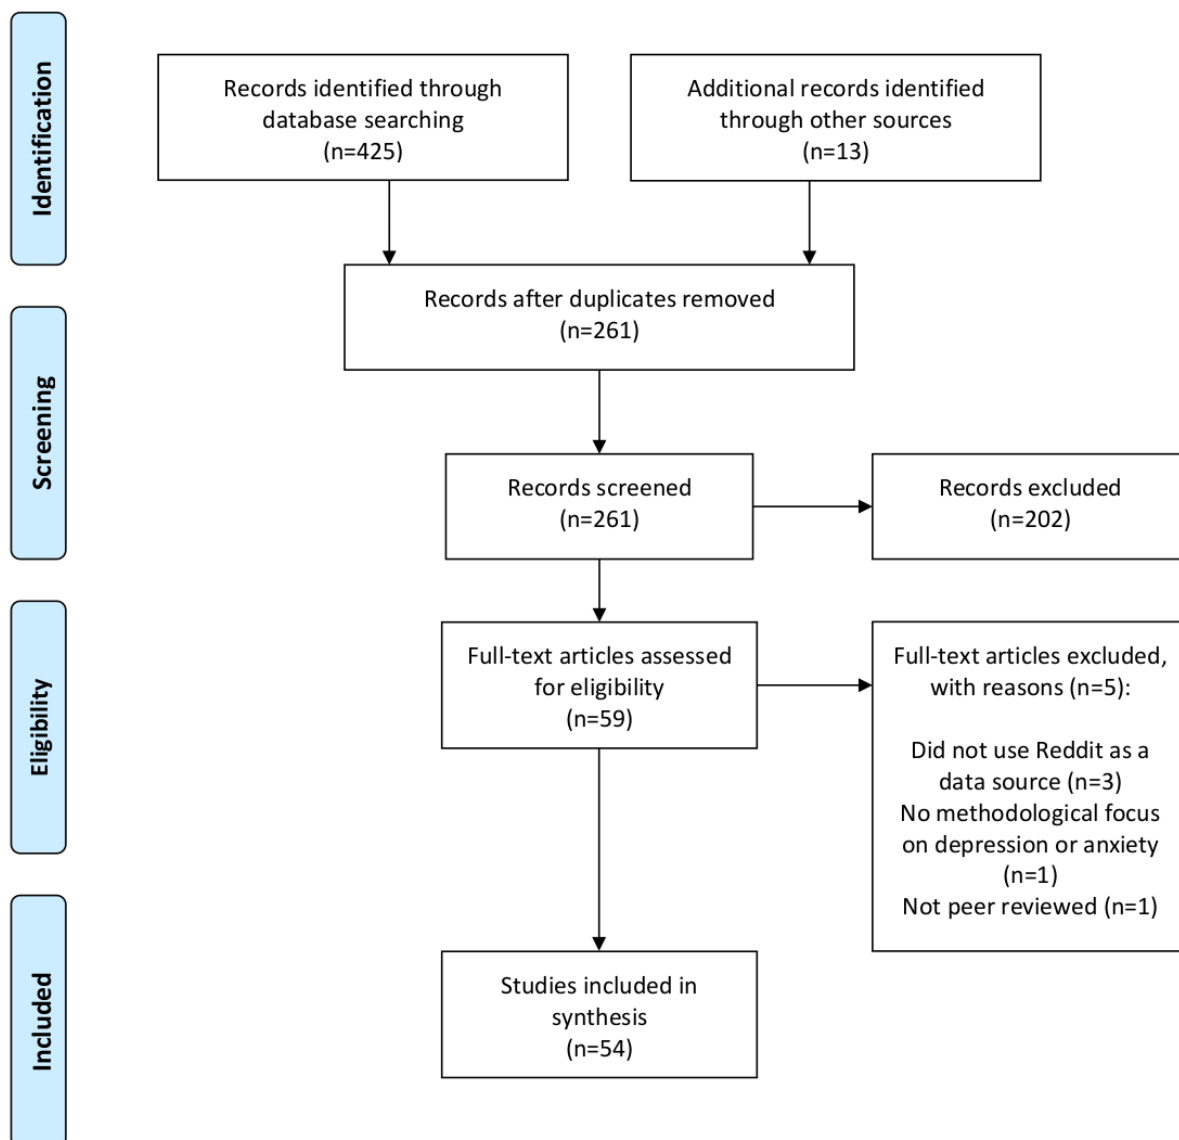 Identification
Records identified through
database searching
(n=425)
Additional records identified
through other sources
(n=13)
Records after duplicates removed
(n=261)
Screening
Records screened
(n=261)
Records excluded
(n=202)
Eligibility
Full-text articles assessed
for eligibility
(n=59)
Full-text articles excluded,
with reasons (n=5):
Did not use Reddit as a
data source (n=3)
No methodological focus
on depression or anxiety
(n=1)
Not peer reviewed (n=1)
Included
Studies included in
synthesis
(n=54)